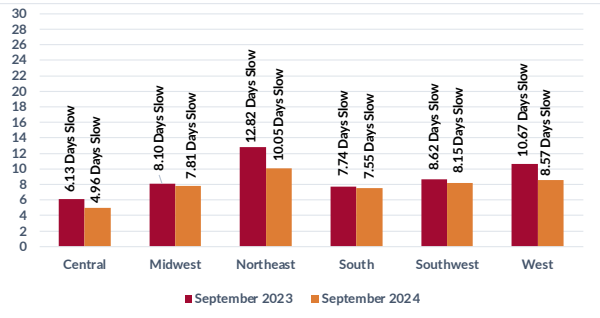 30
28
26
24
22
20
18
16
14
12
10
8
6
4
2
0
6.13 Days Slow
4.96 Days Slow
8.10 Days Slow
7.81 Days Slow
12.82 Days Slow
10.05 Days Slow
7.74 Days Slow
7.55 Days Slow
8.62 Days Slow
8.15 Days Slow
10.67 Days Slow
8.57 Days Slow
Central Midwest Northeast South Southwest West
September 2023 September 2024